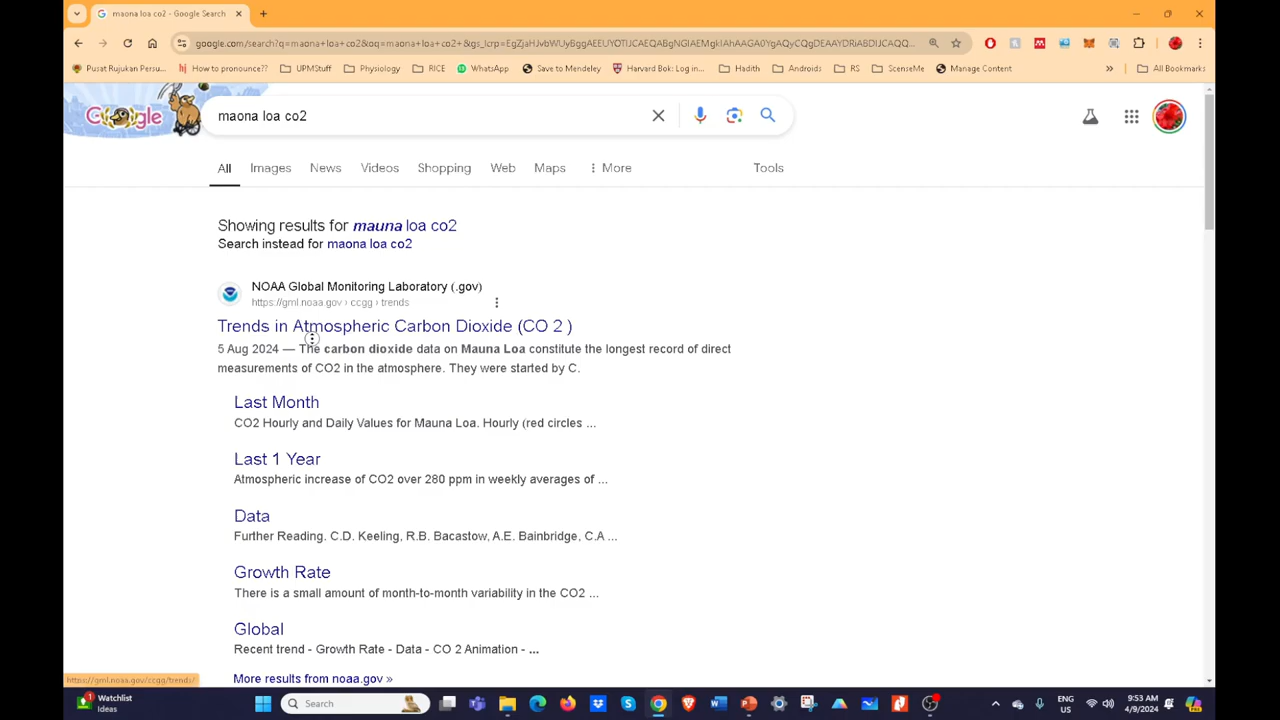 maona loa co2 - Google Search
google.com/search?q=maona+loa+co2&oq=maona+loa+co2+&gs_lcrp=
Pusat Rujukan Persu...
How to pronounce??
UPMStuff
Physiology
RICE
WhatsApp
Save to Mendeley
Harvard Bok: Log in...
Hadith
Androids
RS
ScenseMe
Manage Content
All Bookmarks
Google
maona loa co2
All
Images
News
Videos
Shopping
Web
Maps
More
Tools
Showing results for mauna loa co2
Search instead for maona loa co2
NOAA Global Monitoring Laboratory (.gov)
https://gml.noaa.gov › ccgg › trends
Trends in Atmospheric Carbon Dioxide (CO 2 )
5 Aug 2024 — The carbon dioxide data on Mauna Loa constitute the longest record of direct
measurements of CO2 in the atmosphere. They were started by C.
Last Month
CO2 Hourly and Daily Values for Mauna Loa. Hourly (red circles ...
Last 1 Year
Atmospheric increase of CO2 over 280 ppm in weekly averages of ...
Data
Further Reading. C.D. Keeling, R.B. Bacastow, A.E. Bainbridge, C.A ...
Growth Rate
There is a small amount of month-to-month variability in the CO2 ...
Global
Recent trend - Growth Rate - Data - CO 2 Animation - ...
More results from noaa.gov »
https://gml.noaa.gov/ccgg/trends/
Watchlist
Ideas
Search
ENG
US
9:53 AM
4/9/2024